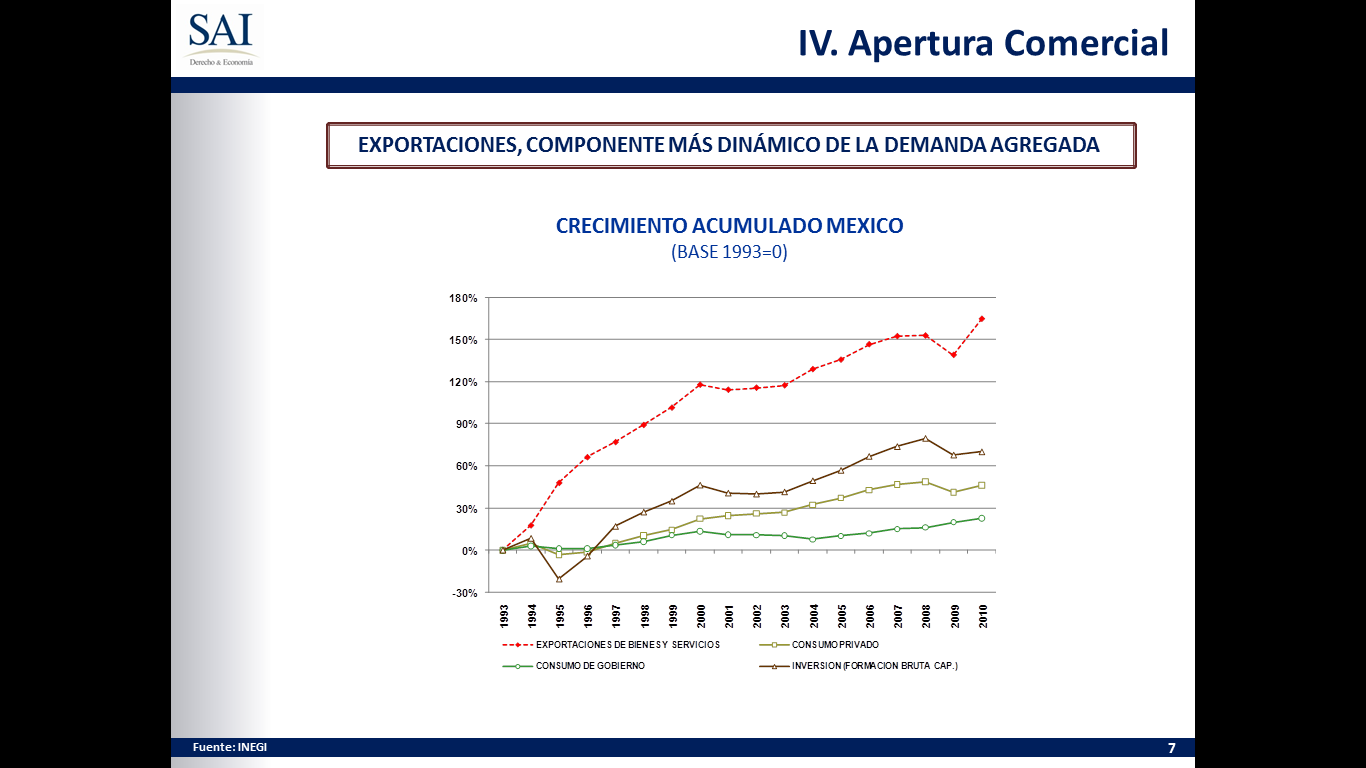 SAI
Derecho & Economía
IV. Apertura Comercial
EXPORTACIONES, COMPONENTE MÁS DINÁMICO DE LA DEMANDA AGREGADA
CRECIMIENTO ACUMULADO MEXICO
(BASE 1993=0)
180%
150%
120%
90%
60%
30%
0%
-30%
1993 1994 1995 1996 1997 1998 1999 2000 2001 2002 2003 2004 2005 2006 2007 2008 2009 2010
EXPORTACIONES DE BIENES Y SERVICIOS CONSUMO PRIVADO
CONSUMO DE GOBIERNO INVERSION (FORMACION BRUTA CAP.)
Fuente: INEGI 7